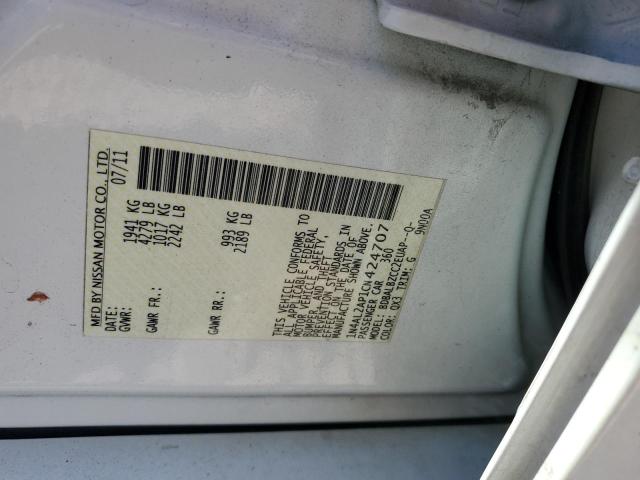 MFD BY NISSAN MOTOR CO., LTD.
DATE: 07/11
GVWR: 1941 KG
4279 LB
GAWR FR.: 1017 KG
2242 LB
GAWR RR.: 993 KG
2189 LB
THIS VEHICLE CONFORMS TO
ALL APPLICABLE FEDERAL
MOTOR VEHICLE SAFETY,
BUMPER, AND THEFT
PREVENTION STANDARDS IN
EFFECT ON THE DATE OF
MANUFACTURE SHOWN ABOVE.
1N4AL2AP1CN424707
PASSENGER CAR 360
MODEL: BDBALBZCC2EUAP-O-
COLOR: QX3 TRIM: G 9N00A